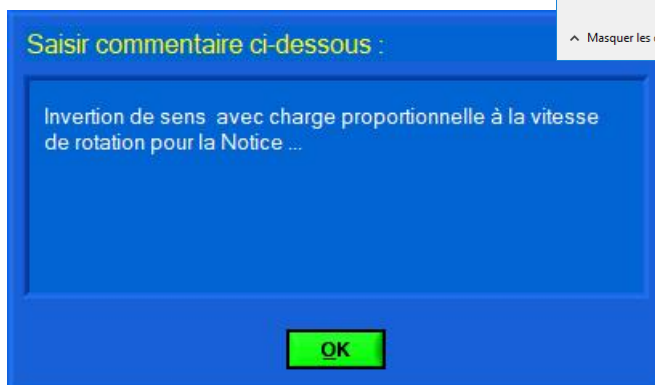 Saisir commentaire ci-dessous :
^ Masquer les
Invertion de sens avec charge proportionnelle à la vitesse
de rotation pour la Notice ...
OK